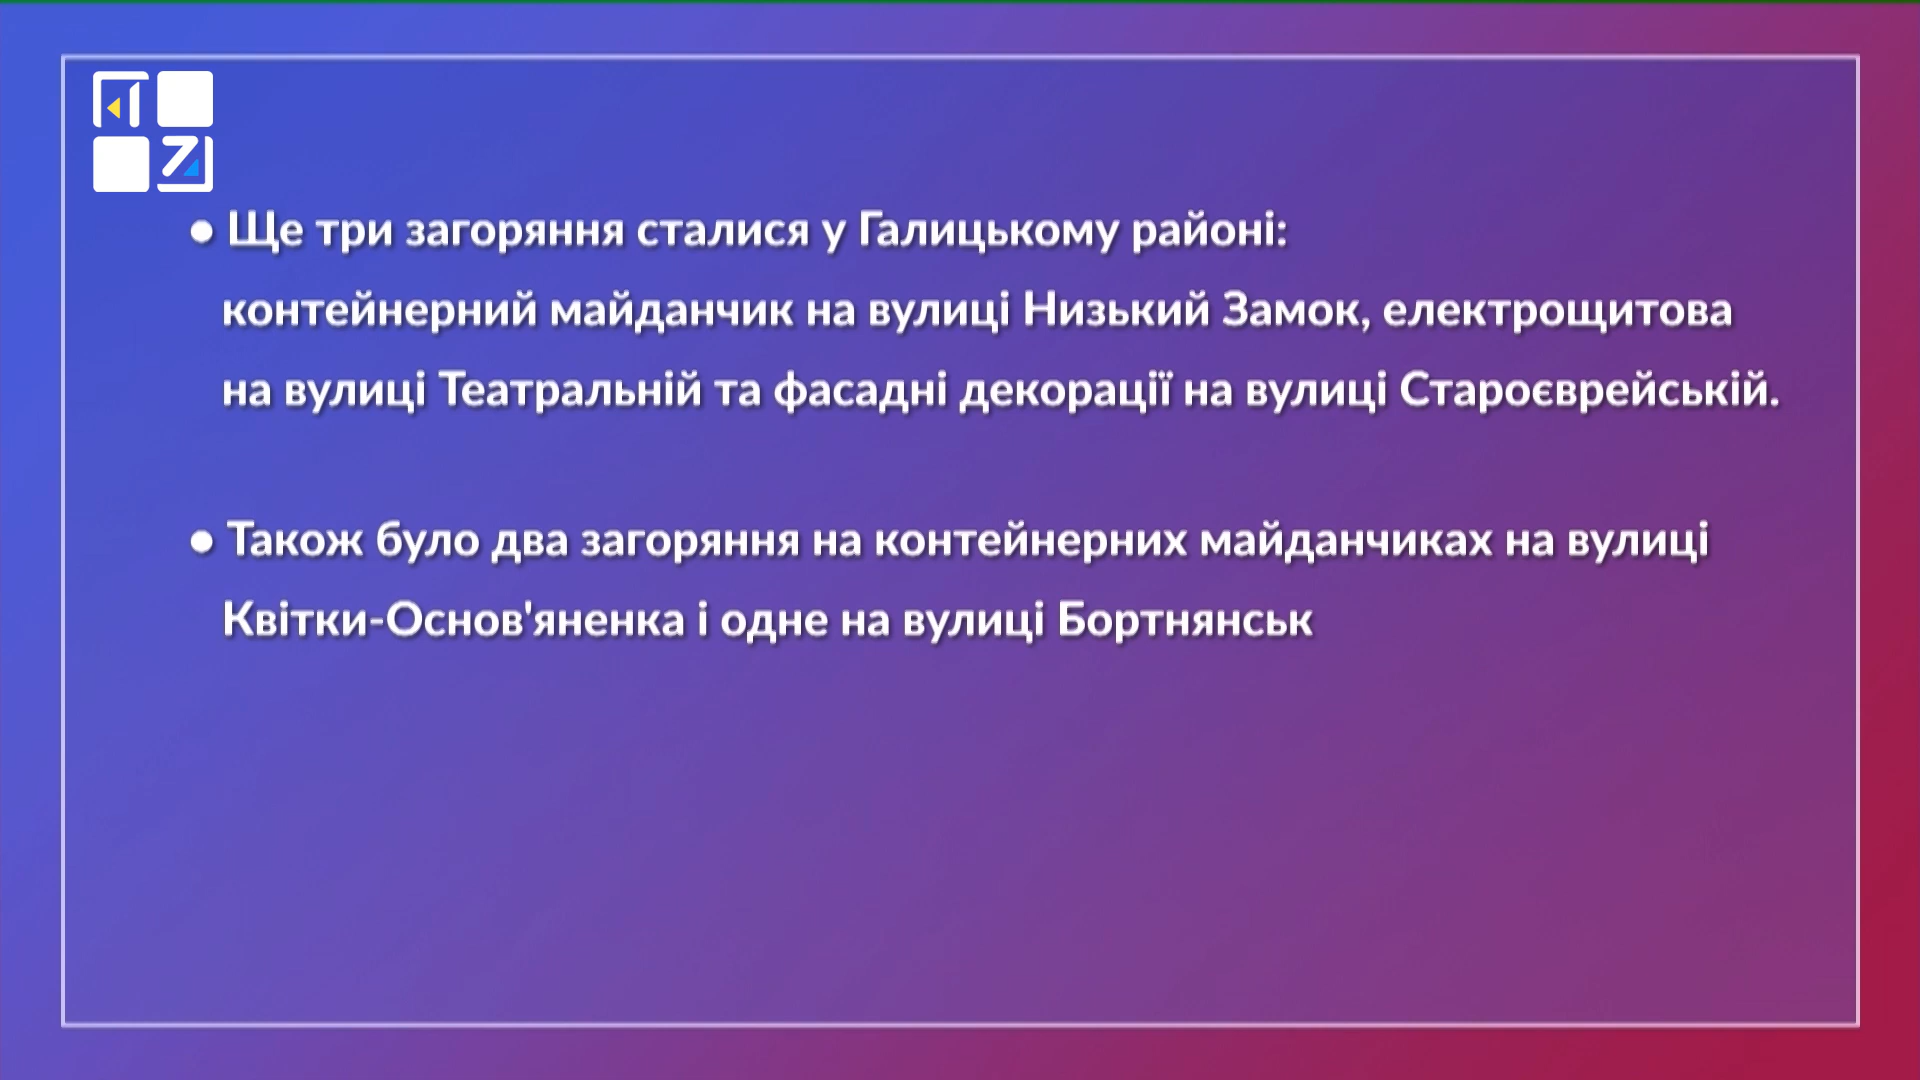 • Ще три загоряння сталися у Галицькому районі:
контейнерний майданчик на вулиці Низький Замок, електрощитова
на вулиці Театральній та фасадні декорації на вулиці Староєврейській.
• Також було два загоряння на контейнерних майданчиках на вулиці
Квітки-Основ'яненка і одне на вулиці Бортнянськ